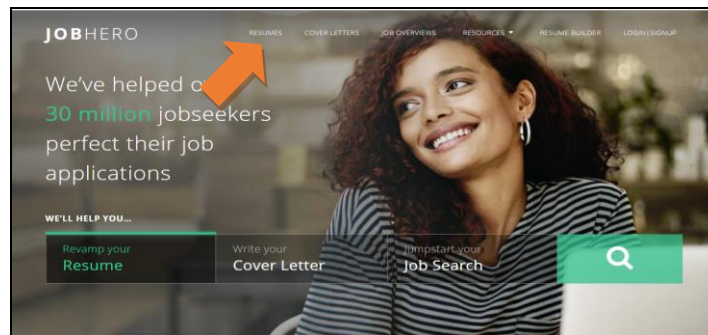 JOBHERO
RESUMES COVER LETTERS JOB OVERVIEWS RESOURCES RESUME BUILDER LOGIN | SIGNUP
We've helped o
30 million jobseekers
perfect their job
applications
WE'LL HELP YOU...
Revamp your
Resume
Write your
Cover Letter
Jumpstart your
Job Search